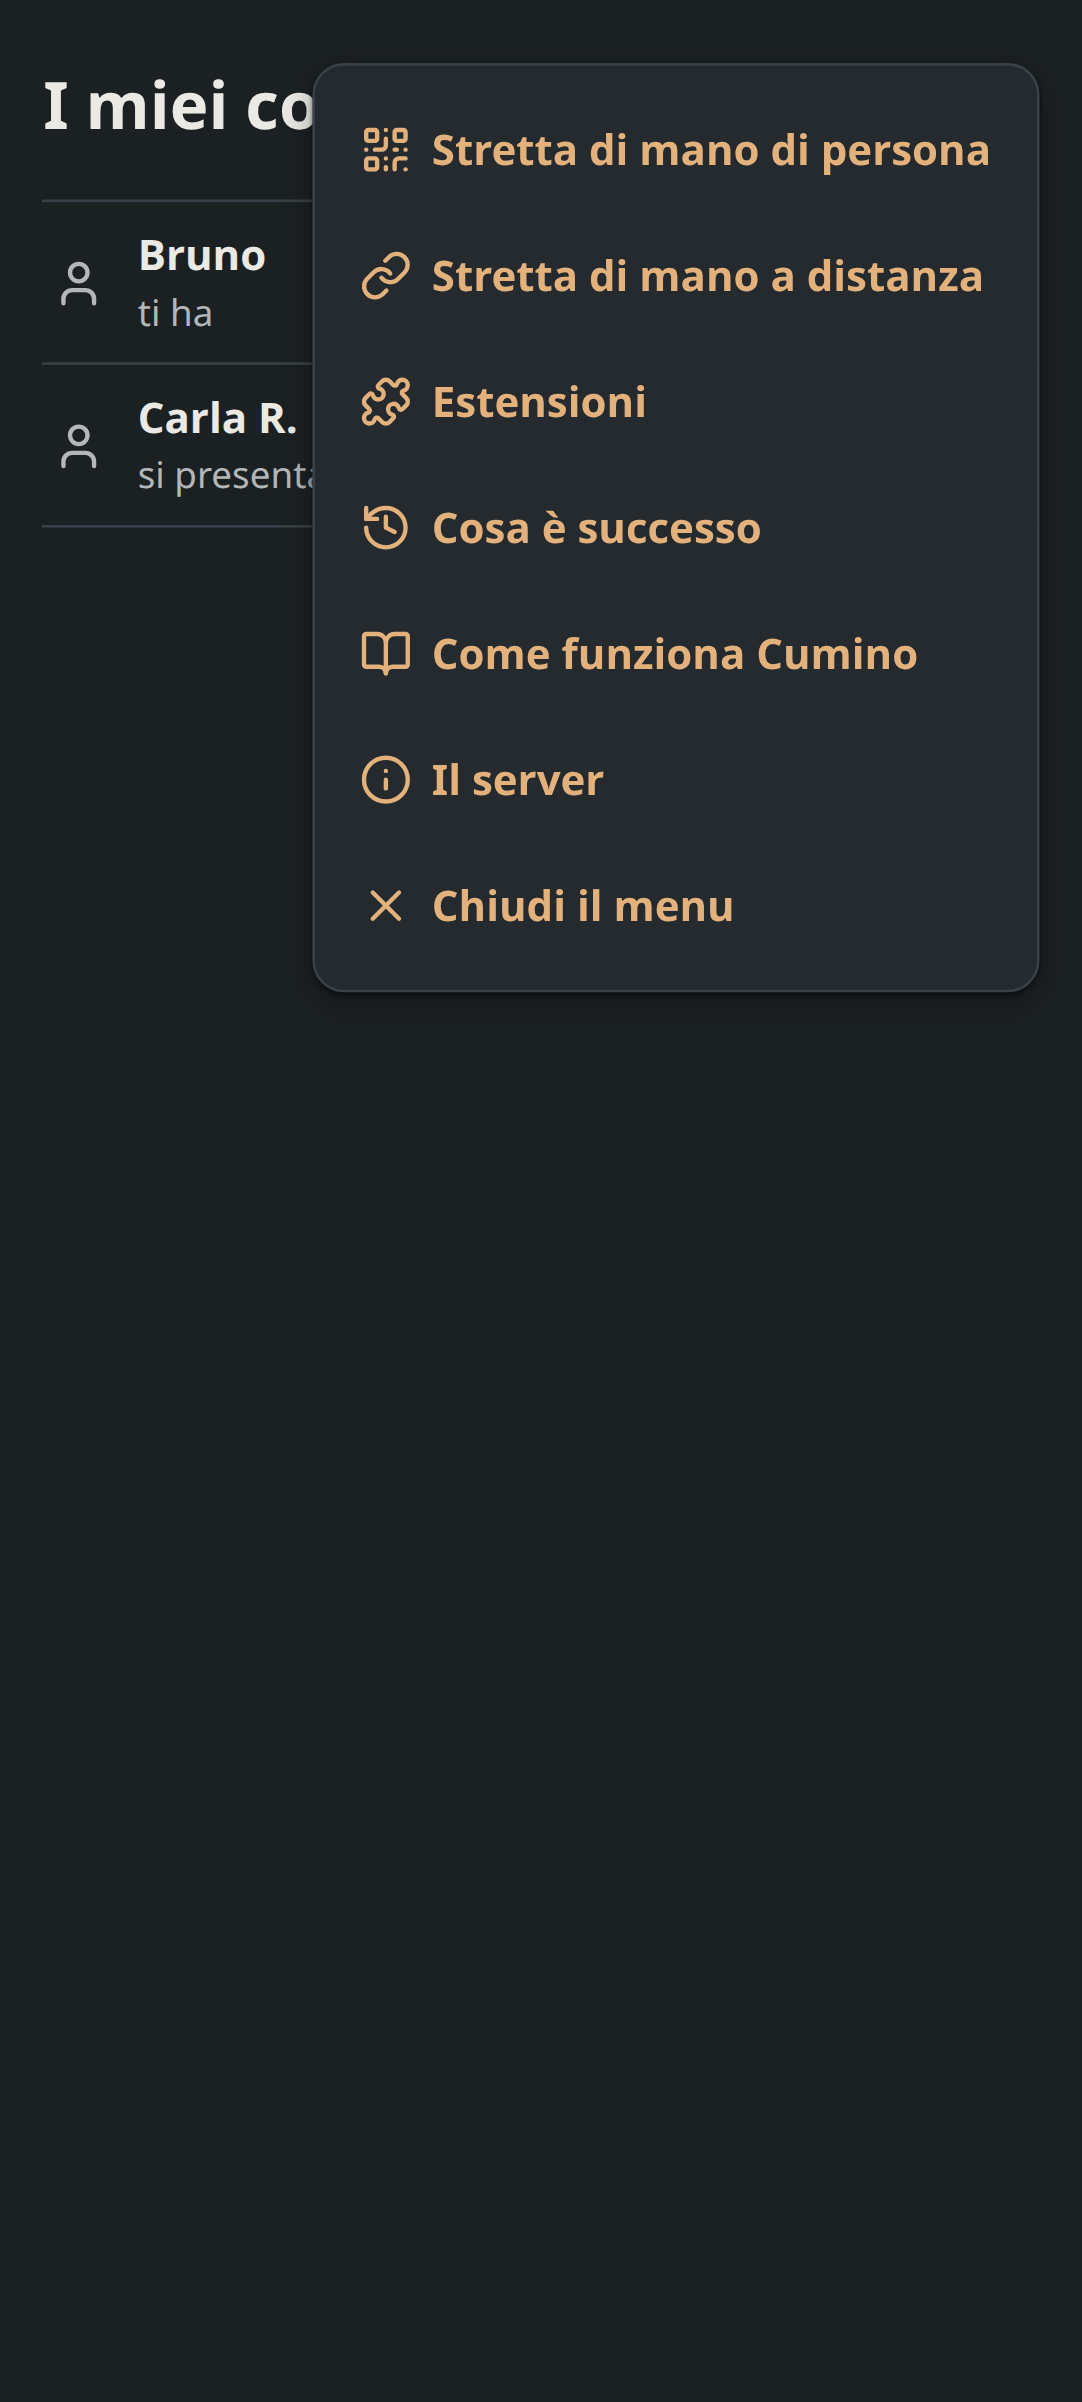 I miei co
Bruno
ti ha
Carla R.
si present
Stretta di mano di persona
Stretta di mano a distanza
Estensioni
Cosa è successo
Come funziona Cumino
Il server
Chiudi il menu